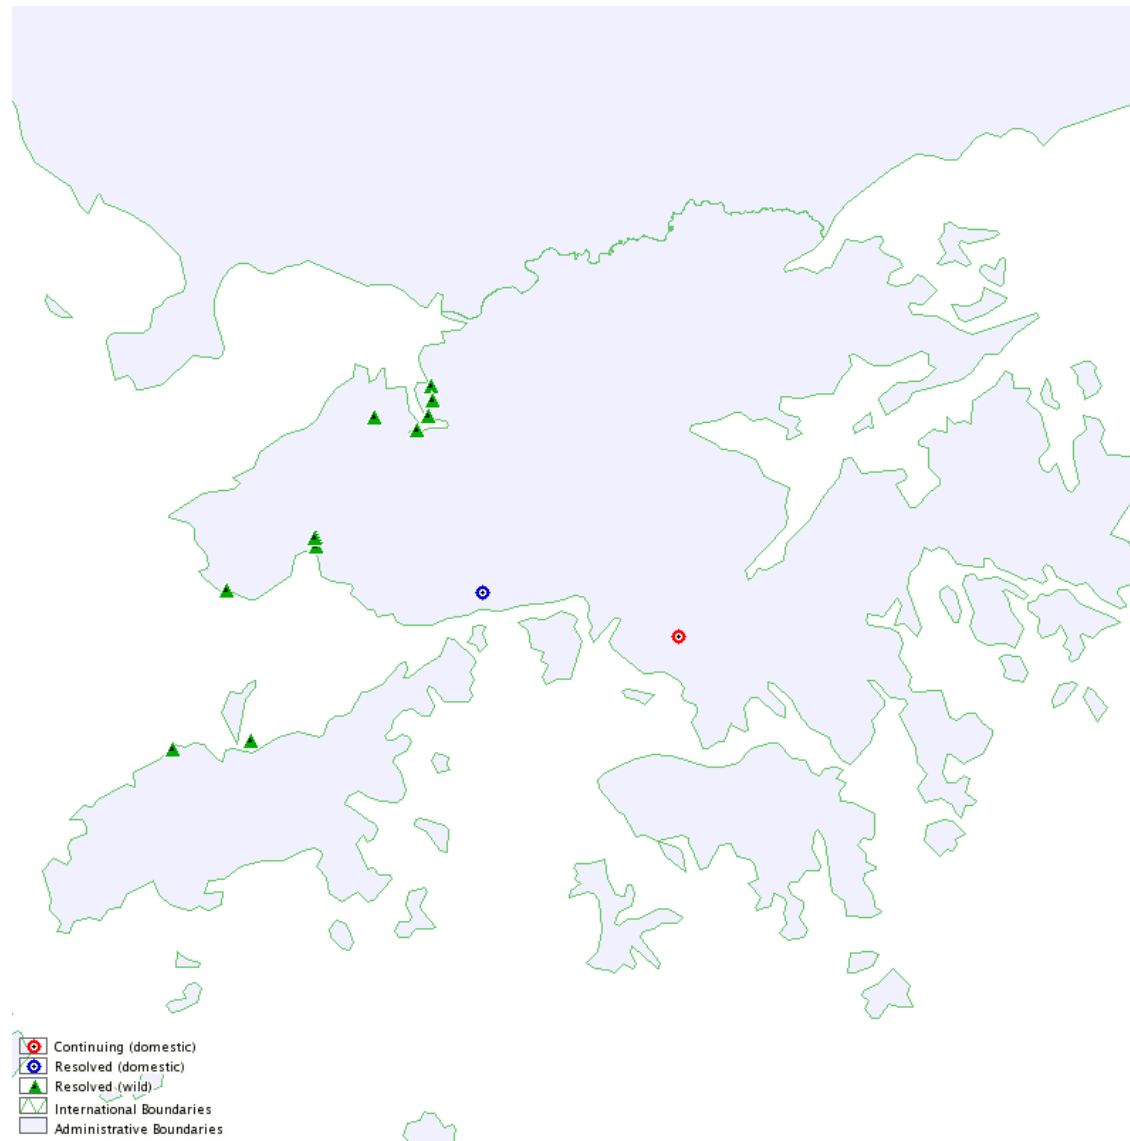 Continuing (domestic)
Resolved (domestic)
Resolved (wild)
International Boundaries
Administrative Boundaries